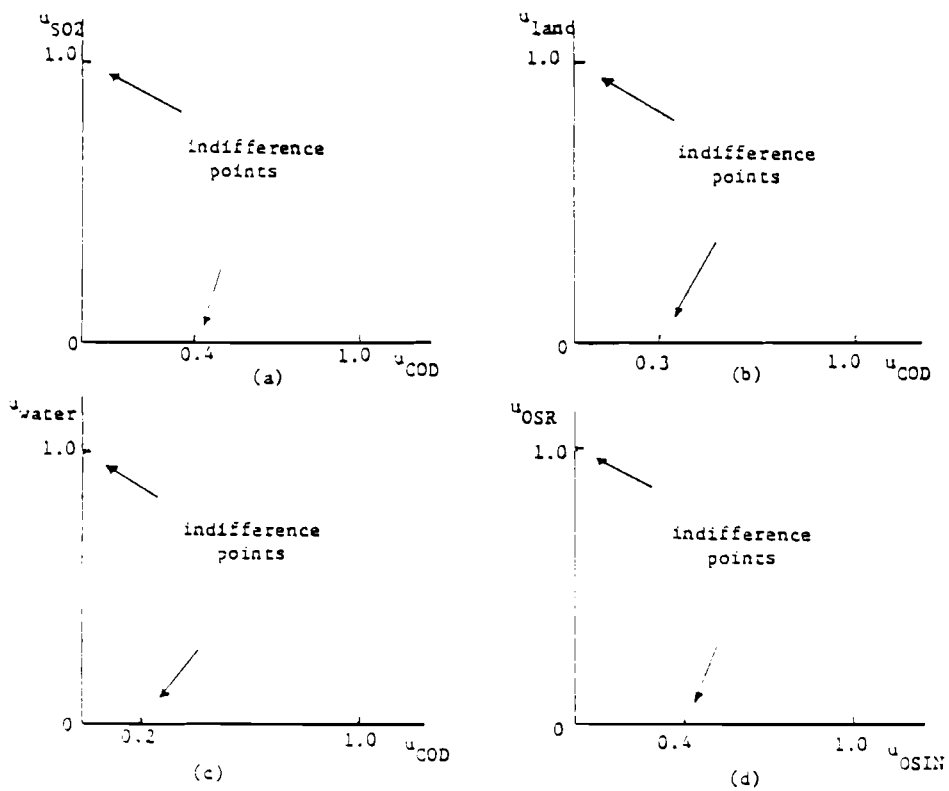 u_SO2
1.0
indifference
points
0
0.4
1.0
u_COD
(a)
u_land
1.0
indifference
points
0
0.3
1.0
u_COD
(b)
u_water
1.0
indifference
points
0
0.2
1.0
u_COD
(c)
u_OSR
1.0
indifference
points
0
0.4
1.0
u_OSIN
(d)